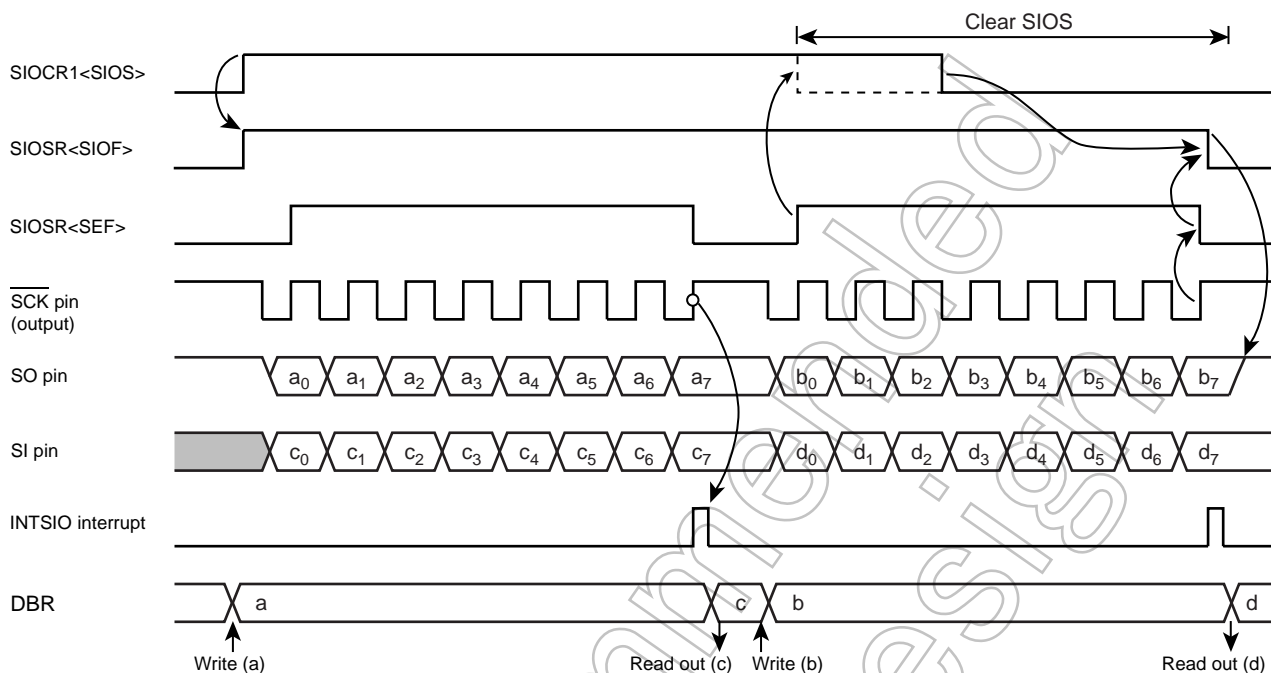 Clear SIOS
SIOCR1<SIOS>
SIOSR<SIOF>
SIOSR<SEF>
SCK pin
(output)
SO pin a0 a1 a2 a3 a4 a5 a6 a7 b0 b1 b2 b3 b4 b5 b6 b7
SI pin c0 c1 c2 c3 c4 c5 c6 c7 d0 d1 d2 d3 d4 d5 d6 d7
INTSIO interrupt
DBR a c b d
Write (a) Read out (c) Write (b) Read out (d)